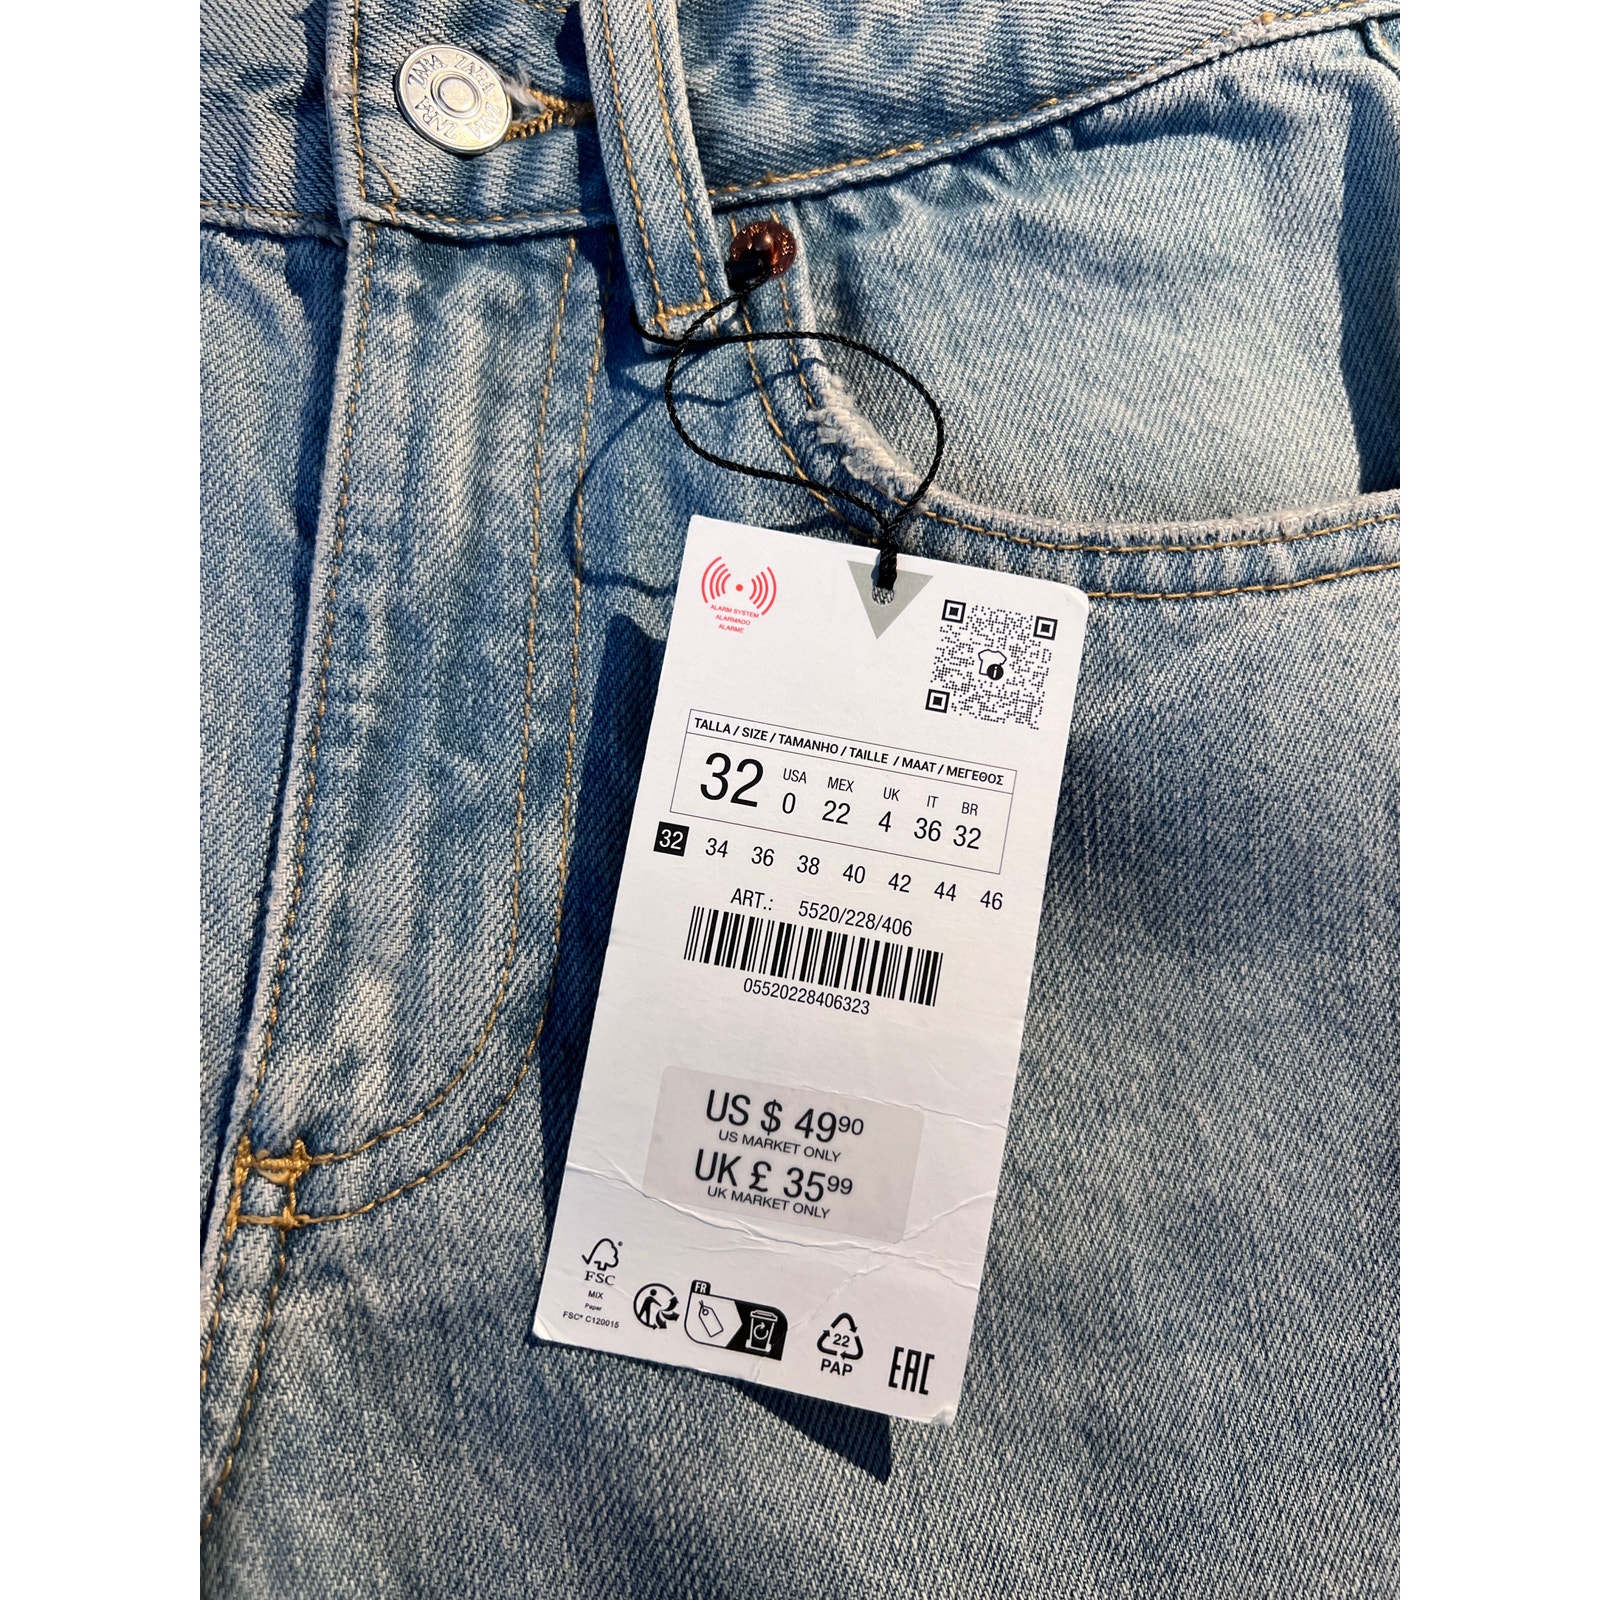 ZARA ZARA ZARA ZARA
ALARM SYSTEM
ALARMADO
ALARME
TALLA / SIZE / TAMANHO / TAILLE / MAAT / ΜΕΓΕΘΟΣ
32 USA 0 MEX 22 UK 4 IT 36 BR 32
32 34 36 38 40 42 44 46
ART.: 5520/228/406
05520228406323
US $ 49 90
US MARKET ONLY
UK £ 35 99
UK MARKET ONLY
FSC®
MIX
Paper
FSC® C120015
FR
22
PAP
EAC